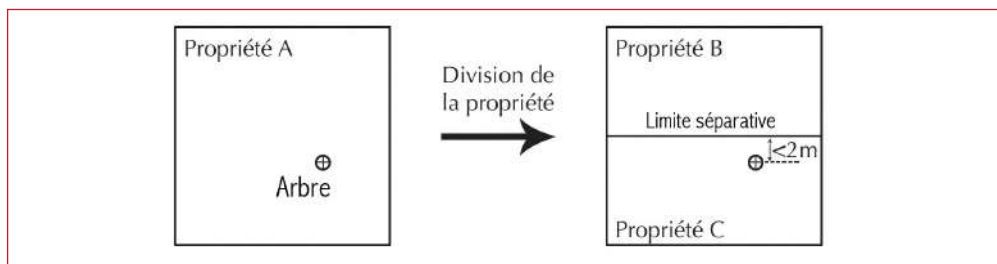 Propriété A
Arbre
Division de
la propriété
Propriété B
Limite séparative
<2m
Propriété C